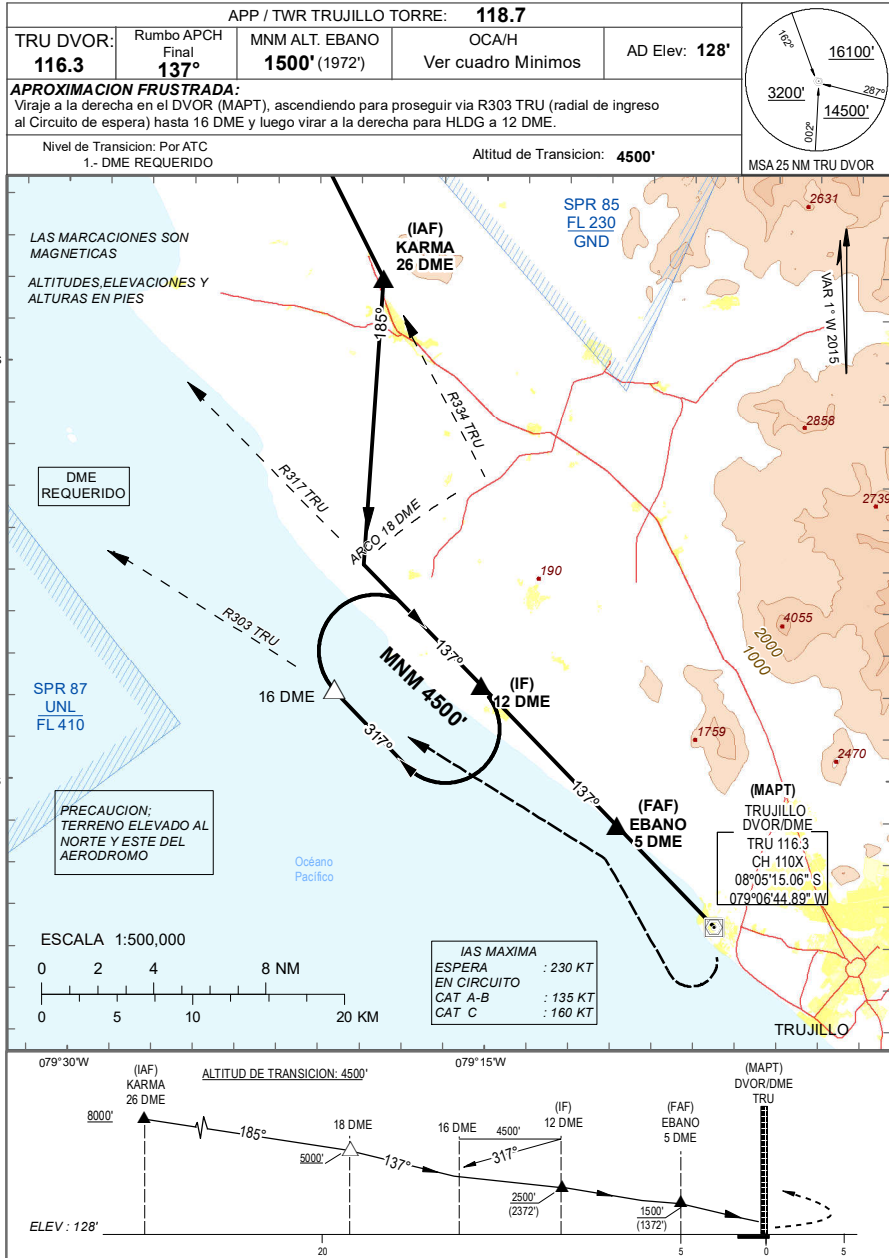 APP / TWR TRUJILLO TORRE: 118.7
TRU DVOR:
116.3
Rumbo APCH
Final
137°
MNM ALT. EBANO
1500' (1972')
OCA/H
Ver cuadro Minimos
AD Elev: 128'
APROXIMACION FRUSTRADA:
Viraje a la derecha en el DVOR (MAPT), ascendiendo para proseguir via R303 TRU (radial de ingreso
al Circuito de espera) hasta 16 DME y luego virar a la derecha para HLDG a 12 DME.
Nivel de Transicion: Por ATC
1.- DME REQUERIDO
Altitud de Transicion: 4500'
162°
16100'
287°
3200'
14500'
002°
MSA 25 NM TRU DVOR
LAS MARCACIONES SON
MAGNETICAS
ALTITUDES,ELEVACIONES Y
ALTURAS EN PIES
(IAF)
KARMA
26 DME
SPR 85
FL 230
GND
2631
VAR 1° W 2015
185°
R334 TRU
R317 TRU
2858
DME
REQUERIDO
2739
ARCO 18 DME
R303 TRU
190
4055
2000
1000
137°
MNM 4500'
SPR 87
UNL
FL 410
16 DME
(IF)
12 DME
317°
1759
2470
137°
(FAF)
EBANO
5 DME
(MAPT)
TRUJILLO
DVOR/DME
TRU 116.3
CH 110X
08°05'15.06" S
079°06'44.89" W
PRECAUCION;
TERRENO ELEVADO AL
NORTE Y ESTE DEL
AERODROMO
Océano
Pacífico
ESCALA 1:500,000
0 2 4 8 NM
0 5 10 20 KM
IAS MAXIMA
ESPERA : 230 KT
EN CIRCUITO
CAT A-B : 135 KT
CAT C : 160 KT
TRUJILLO
079°30'W
079°15'W
(IAF)
KARMA
26 DME
ALTITUD DE TRANSICION: 4500'
(MAPT)
DVOR/DME
TRU
8000'
185°
18 DME
5000'
137°
16 DME
4500'
317°
(IF)
12 DME
2500'
(2372')
(FAF)
EBANO
5 DME
1500'
(1372')
ELEV : 128'
20 5 0 5